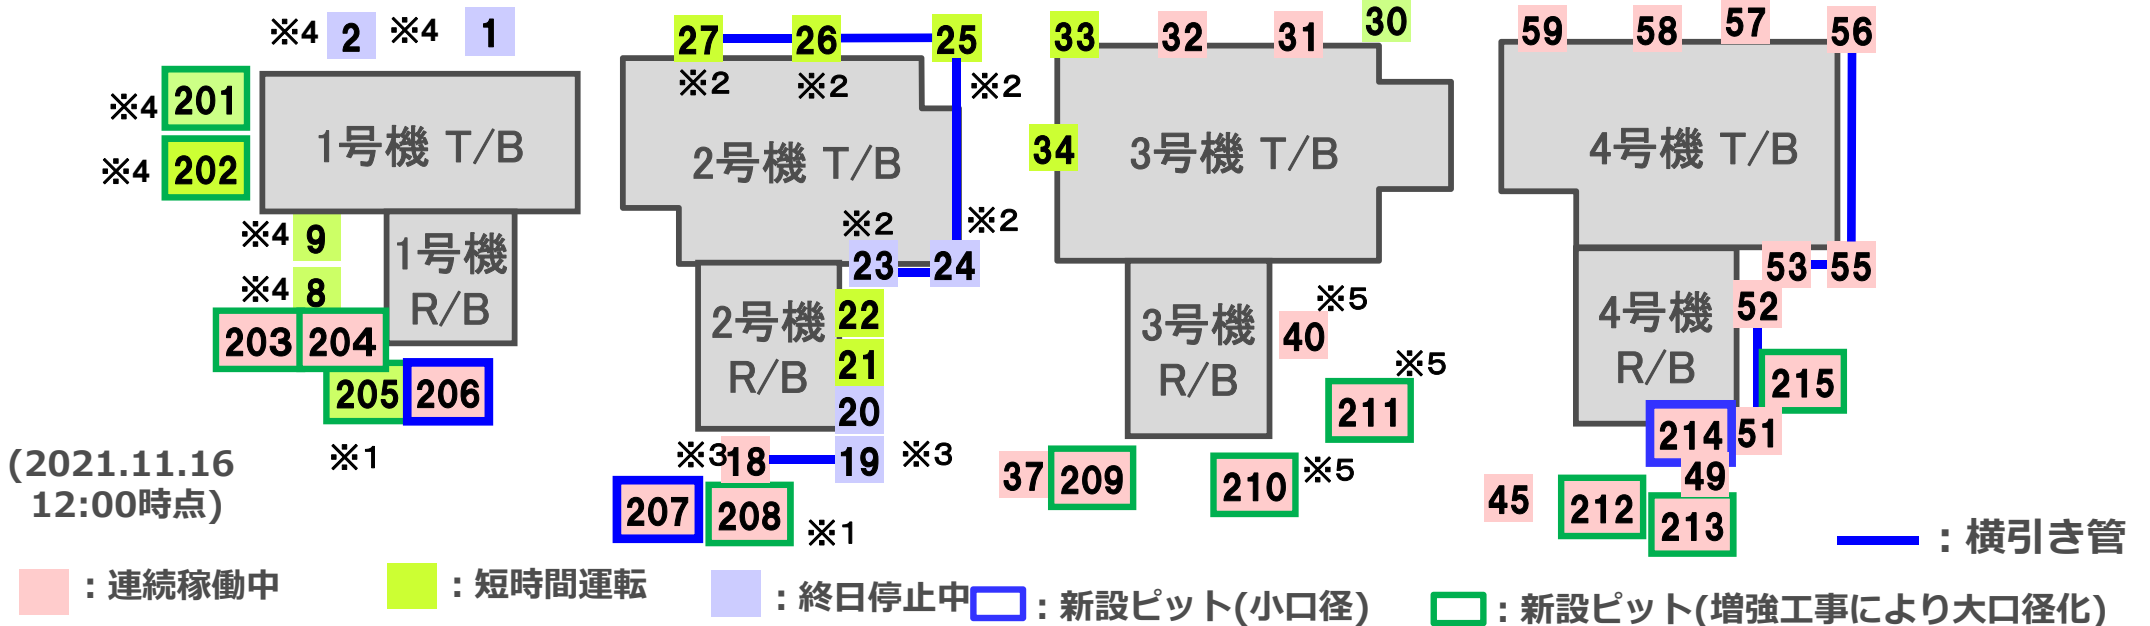 ※4 2 ※4 1
※4 201
※4 202
1号機 T/B
※4 9
※4 8
1号機
R/B
203 204
205 206
※1
(2021.11.16
12:00時点)
27 26 25
※2 ※2 ※2
2号機 T/B
※2 ※2
23 24
2号機
R/B
22
21
20
※3 18 19 ※3
207 208 ※1
33 32 31 30
34
3号機 T/B
3号機
R/B
※5
40
※5
211
37 209 210 ※5
59 58 57 56
4号機 T/B
53 55
52
4号機
R/B
215
214 51
49
45 212 213
：横引き管
：連続稼働中
：短時間運転
：終日停止中
：新設ピット(小口径)
：新設ピット(増強工事により大口径化)